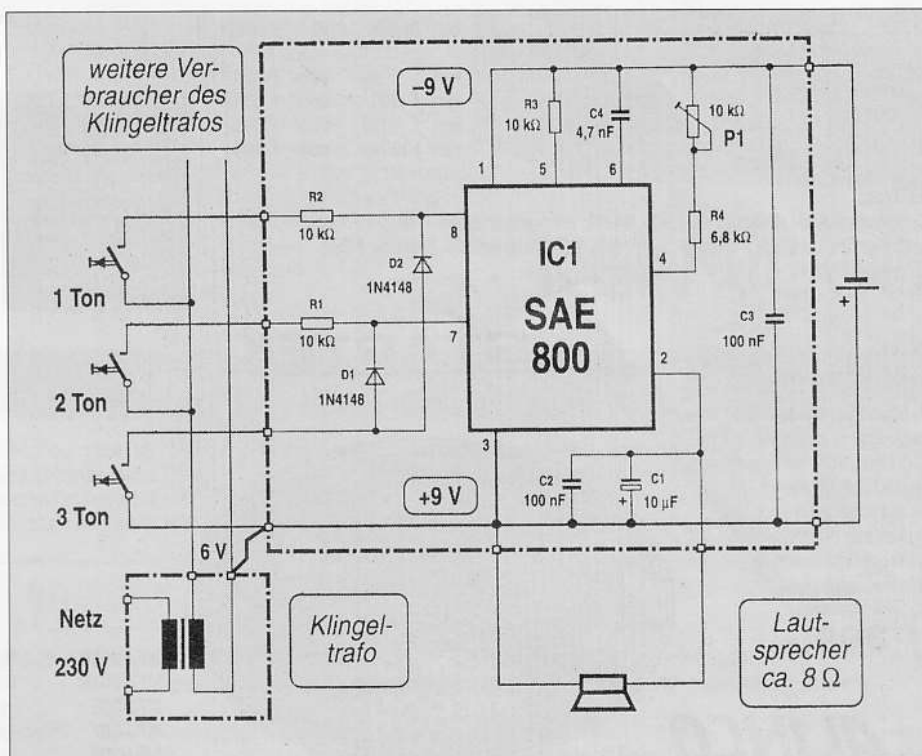 weitere Ver-
braucher des
Klingeltrafos
−9 V
R3
10 kΩ
C4
4,7 nF
10 kΩ
P1
1
5
6
R2
10 kΩ
8
D2
1N4148
IC1
SAE
800
4
R4
6,8 kΩ
1 Ton
R1
10 kΩ
7
D1
1N4148
2
C3
100 nF
+
2 Ton
3
3 Ton
+9 V
C2
100 nF
C1
+
10 µF
6 V
Netz
230 V
Klingel-
trafo
Laut-
sprecher
ca. 8 Ω